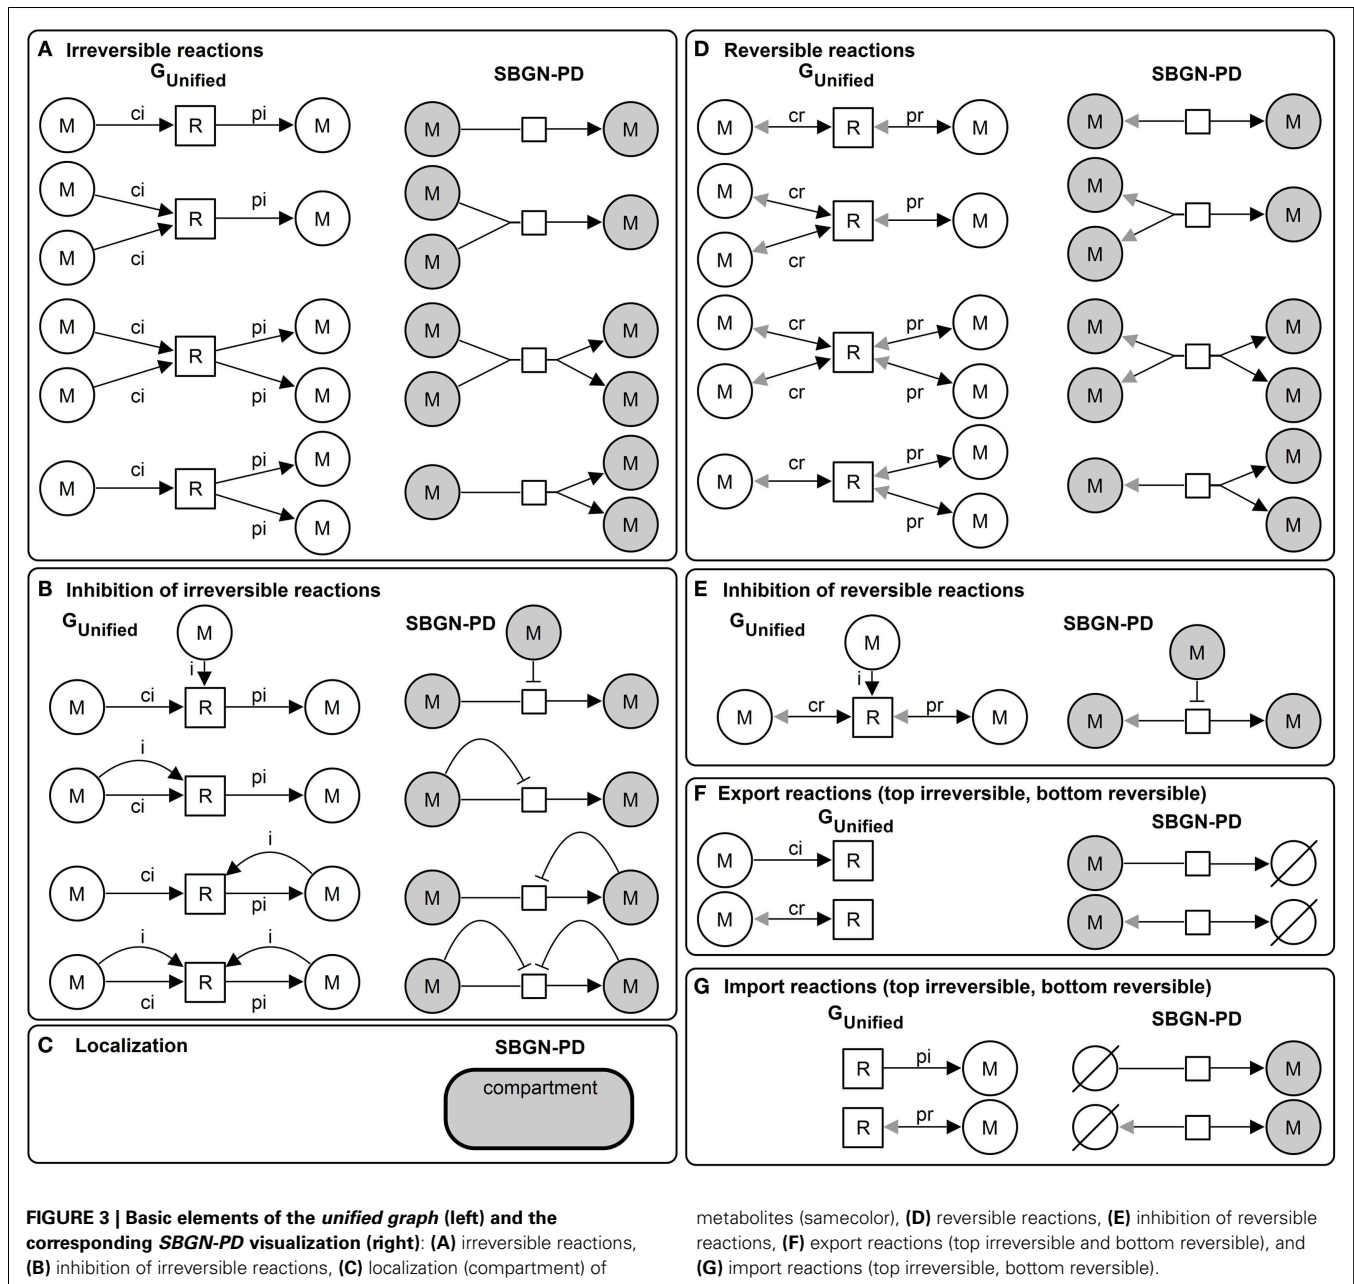 A Irreversible reactions
GUnified SBGN-PD
M ci R pi M M M
M ci R pi M M M
M ci M
M ci R pi M M M
M ci pi M M M
M ci R pi M M M
pi M M
B Inhibition of irreversible reactions
GUnified M SBGN-PD M
i
M ci R pi M M M
i
M ci R pi M M M
i
M ci R pi M M M
i i
M ci R pi M M M
C Localization SBGN-PD
compartment
D Reversible reactions
GUnified SBGN-PD
M cr R pr M M M
M cr R pr M M M
M cr M
M cr R pr M M M
M cr pr M M M
M cr R pr M M M
pr M M
E Inhibition of reversible reactions
GUnified M SBGN-PD M
i
M cr R pr M M M
F Export reactions (top irreversible, bottom reversible)
GUnified SBGN-PD
M ci R M
M cr R M
G Import reactions (top irreversible, bottom reversible)
GUnified SBGN-PD
R pi M M
R pr M M
FIGURE 3 | Basic elements of the unified graph (left) and the
corresponding SBGN-PD visualization (right): (A) irreversible reactions,
(B) inhibition of irreversible reactions, (C) localization (compartment) of
metabolites (samecolor), (D) reversible reactions, (E) inhibition of reversible
reactions, (F) export reactions (top irreversible and bottom reversible), and
(G) import reactions (top irreversible, bottom reversible).